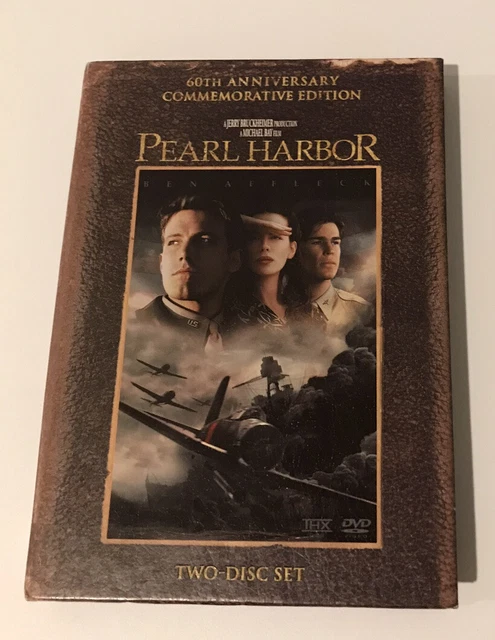 60TH ANNIVERSARY
COMMEMORATIVE EDITION
A JERRY BRUCKHEIMER PRODUCTION
A MICHAEL BAY FILM
PEARL HARBOR
BEN AFFLECK
U.S.
THX DVD
TWO-DISC SET